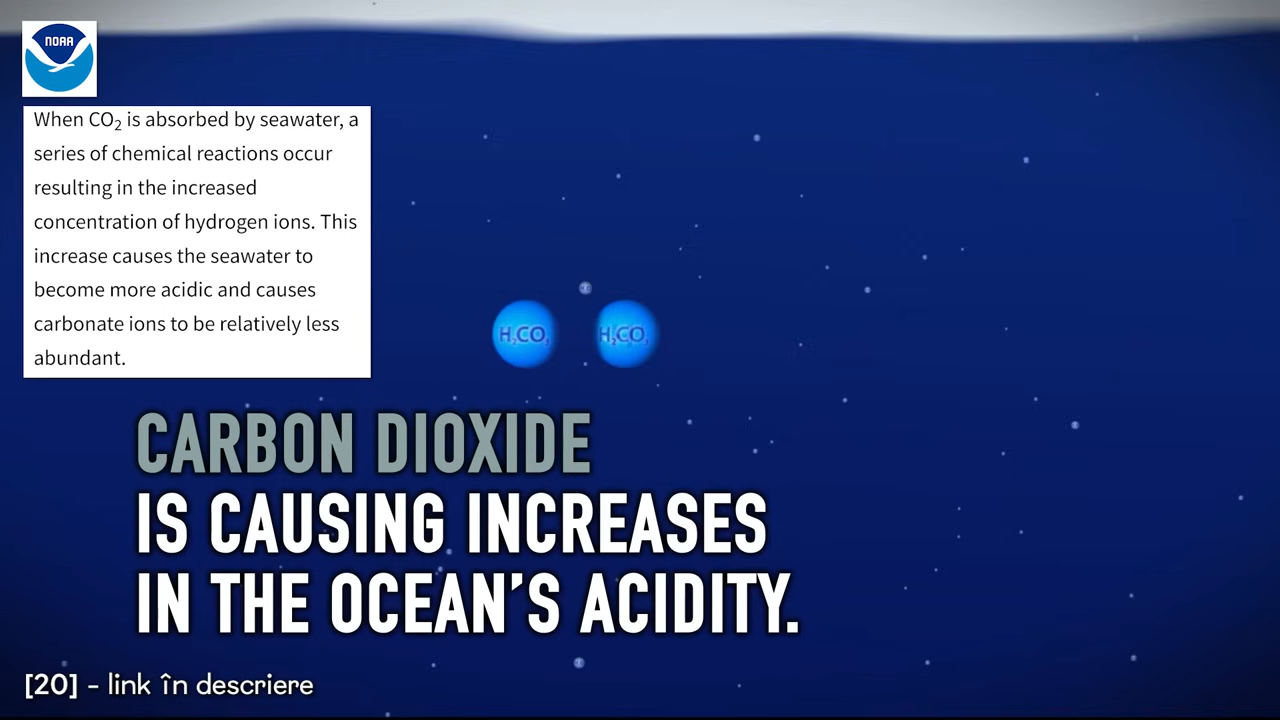 NOAA
When CO₂ is absorbed by seawater, a
series of chemical reactions occur
resulting in the increased
concentration of hydrogen ions. This
increase causes the seawater to
become more acidic and causes
carbonate ions to be relatively less
abundant.
H₂CO₃ H₂CO₃
CARBON DIOXIDE
IS CAUSING INCREASES
IN THE OCEAN'S ACIDITY.
[20] - link în descriere